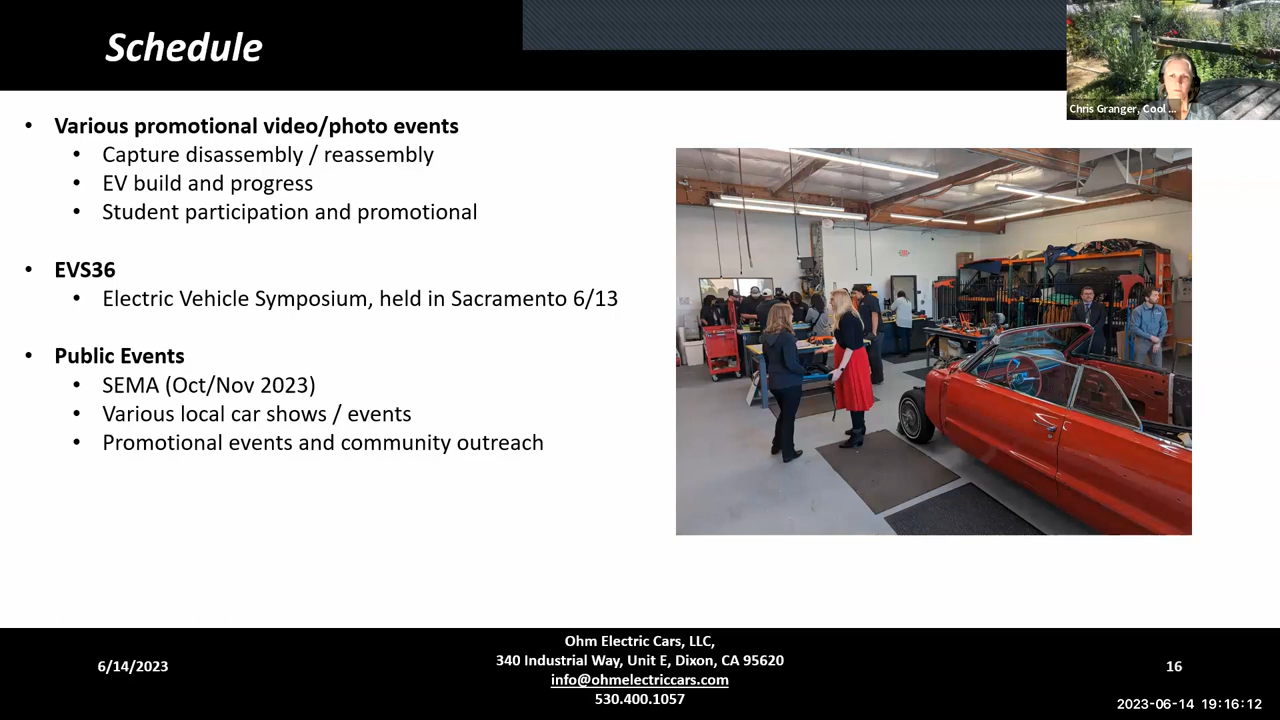 Schedule
Chris Granger, Cool ...
• Various promotional video/photo events
• Capture disassembly / reassembly
• EV build and progress
• Student participation and promotional
• EVS36
• Electric Vehicle Symposium, held in Sacramento 6/13
• Public Events
• SEMA (Oct/Nov 2023)
• Various local car shows / events
• Promotional events and community outreach
Ohm Electric Cars, LLC,
340 Industrial Way, Unit E, Dixon, CA 95620
info@ohmelectriccars.com
530.400.1057
6/14/2023
16
2023-06-14 19:16:12